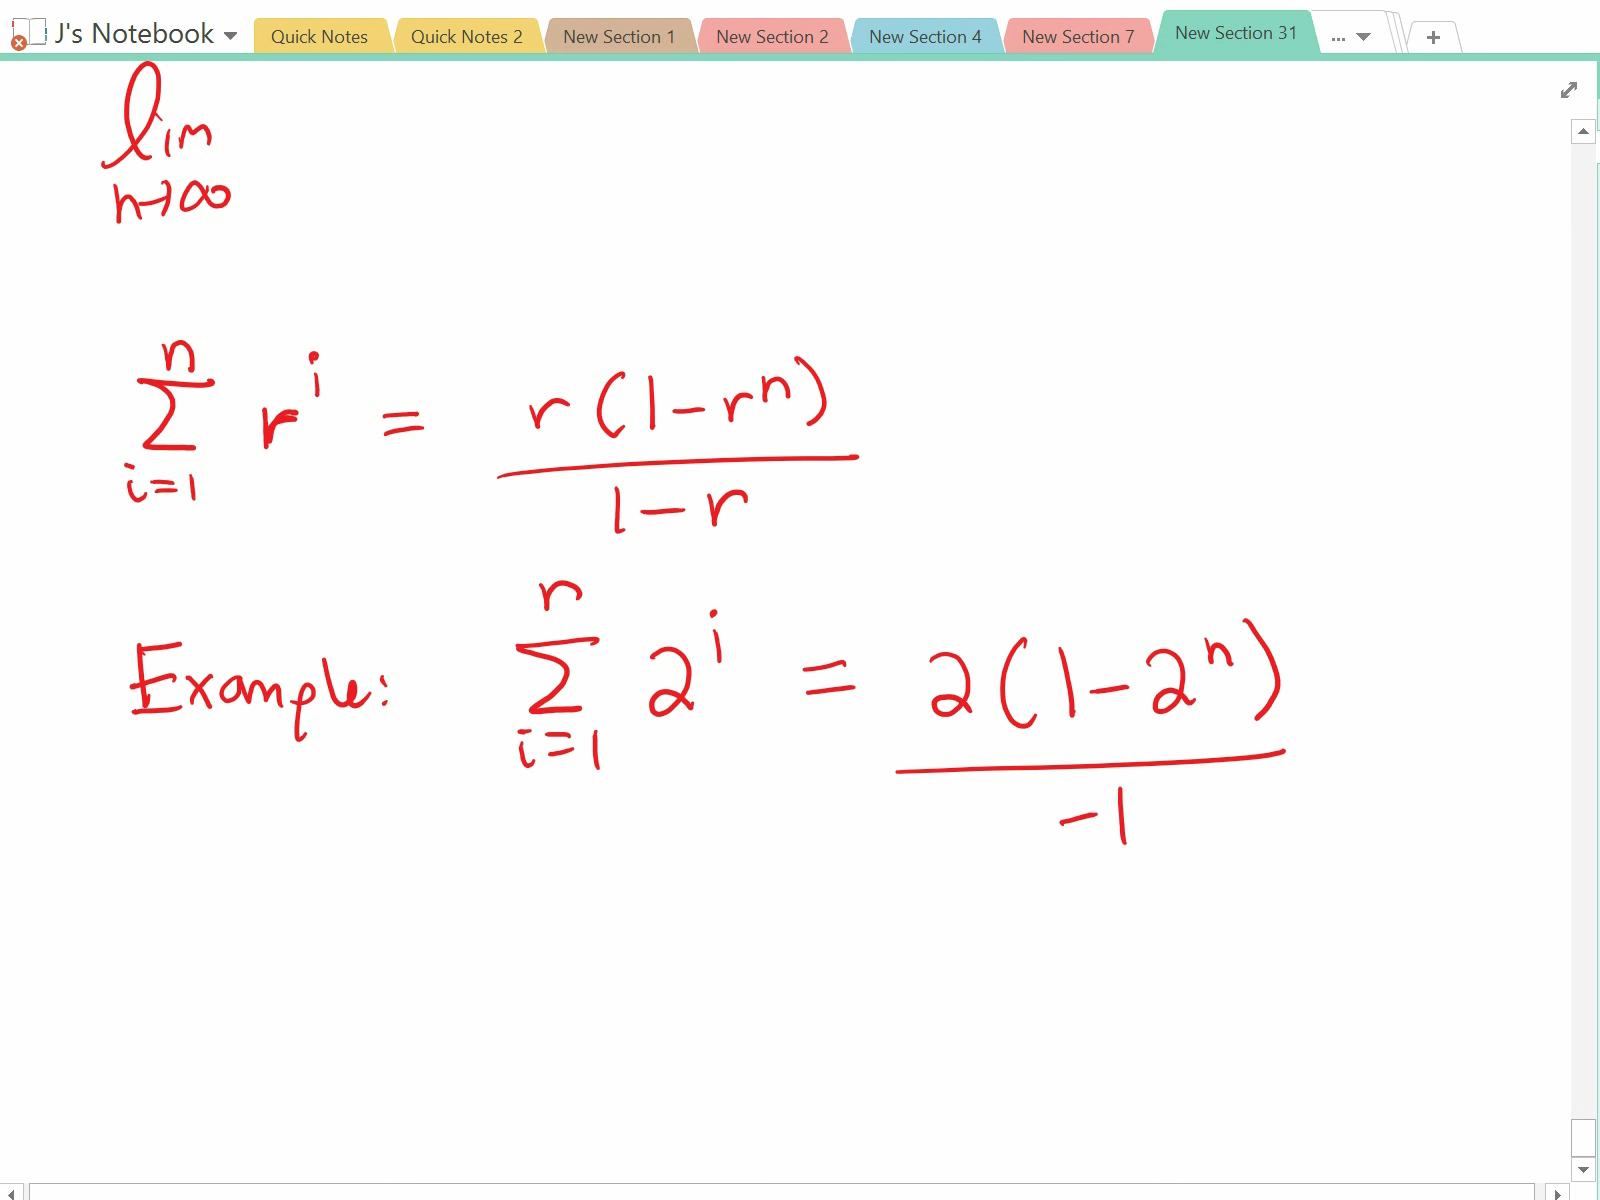 J's Notebook Quick Notes Quick Notes 2 New Section 1 New Section 2 New Section 4 New Section 7 New Section 31 ... +
lim
n→∞
n
∑ r^i = r(1-r^n)
i=1 1-r
n
Example: ∑ 2^i = 2(1-2^n)
i=1 -1